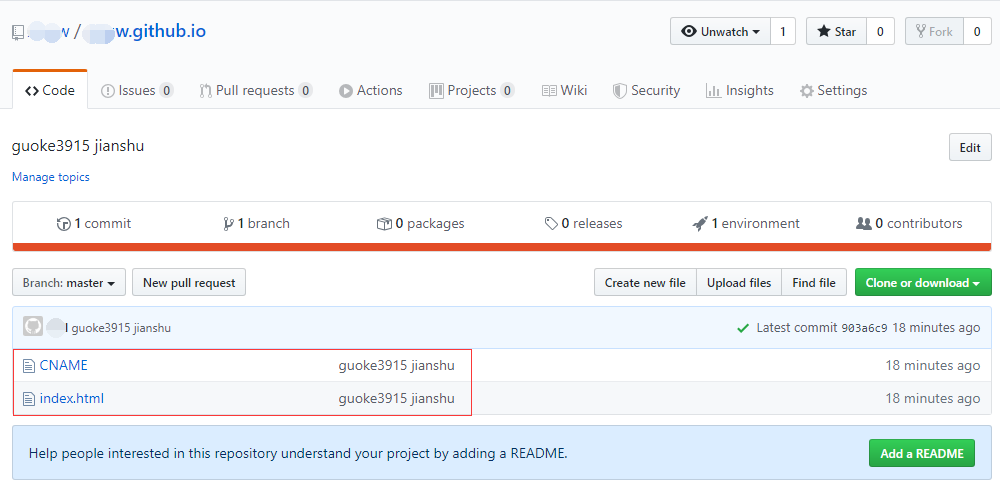 w / w.github.io
Unwatch 1 Star 0 Fork 0
Code Issues 0 Pull requests 0 Actions Projects 0 Wiki Security Insights Settings
guoke3915 jianshu Edit
Manage topics
1 commit 1 branch 0 packages 0 releases 1 environment 0 contributors
Branch: master New pull request Create new file Upload files Find file Clone or download
guoke3915 jianshu Latest commit 903a6c9 18 minutes ago
CNAME guoke3915 jianshu 18 minutes ago
index.html guoke3915 jianshu 18 minutes ago
Help people interested in this repository understand your project by adding a README. Add a README